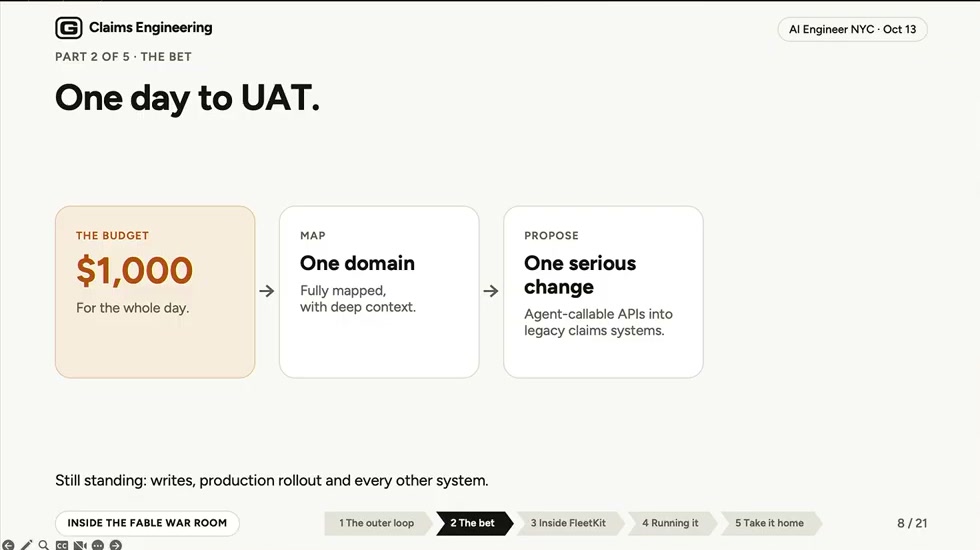 G Claims Engineering
AI Engineer NYC · Oct 13
PART 2 OF 5 · THE BET
One day to UAT.
THE BUDGET
$1,000
For the whole day.
MAP
One domain
Fully mapped,
with deep context.
PROPOSE
One serious
change
Agent-callable APIs into
legacy claims systems.
Still standing: writes, production rollout and every other system.
INSIDE THE FABLE WAR ROOM
1 The outer loop
2 The bet
3 Inside FleetKit
4 Running it
5 Take it home
8 / 21
CC